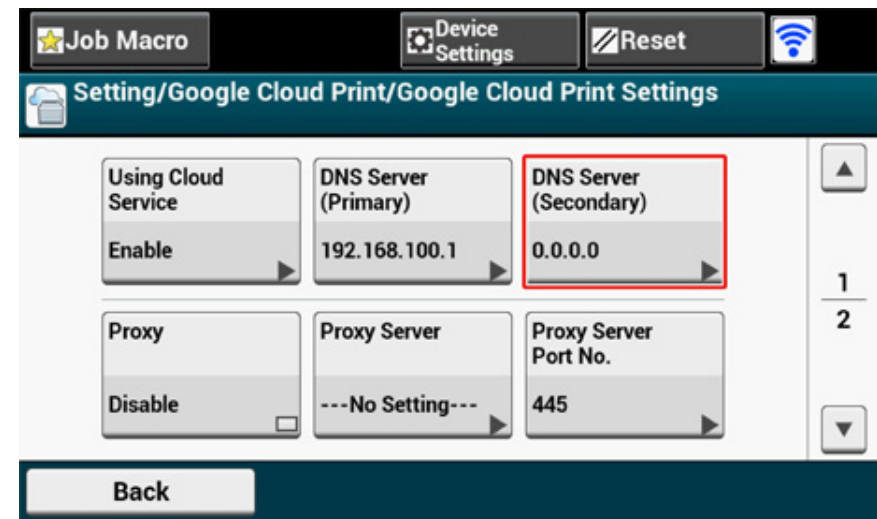 Job Macro
Device
Settings
Reset
Setting/Google Cloud Print/Google Cloud Print Settings
Using Cloud
Service
Enable
DNS Server
(Primary)
192.168.100.1
DNS Server
(Secondary)
0.0.0.0
1
2
Proxy
Disable
Proxy Server
---No Setting---
Proxy Server
Port No.
445
Back